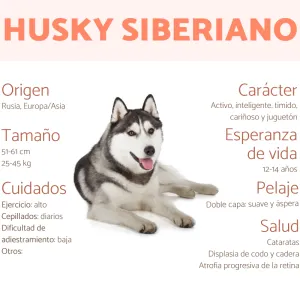 HUSKY SIBERIANO
Origen
Rusia, Europa/Asia
Tamaño
51-61 cm
25-45 kg
Cuidados
Ejercicio: alto
Cepillados: diarios
Dificultad de
adiestramiento: baja
Otros:
Carácter
Activo, inteligente, tímido,
cariñoso y juguetón
Esperanza
de vida
12-14 años
Pelaje
Doble capa: suave y áspera
Salud
Cataratas
Displasia de codo y cadera
Atrofia progresiva de la retina